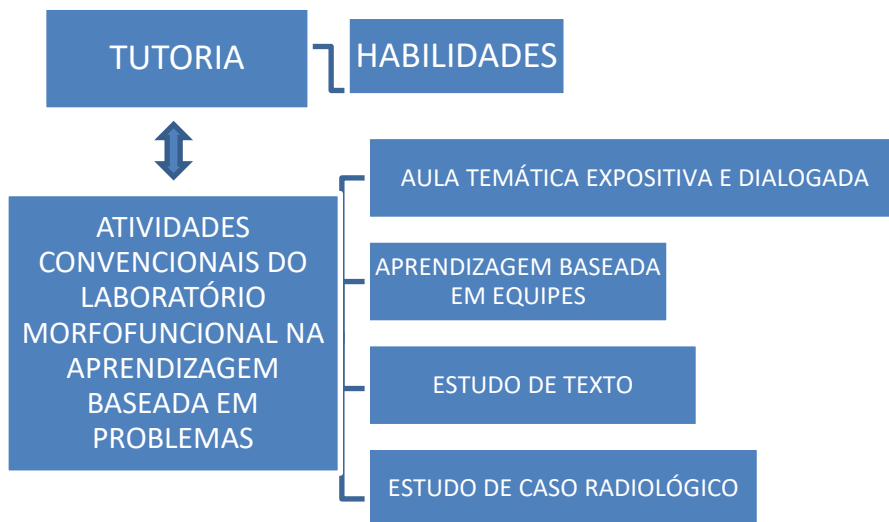 TUTORIA
HABILIDADES
ATIVIDADES
CONVENCIONAIS DO
LABORATÓRIO
MORFOFUNCIONAL NA
APRENDIZAGEM
BASEADA EM
PROBLEMAS
AULA TEMÁTICA EXPOSITIVA E DIALOGADA
APRENDIZAGEM BASEADA
EM EQUIPES
ESTUDO DE TEXTO
ESTUDO DE CASO RADIOLÓGICO